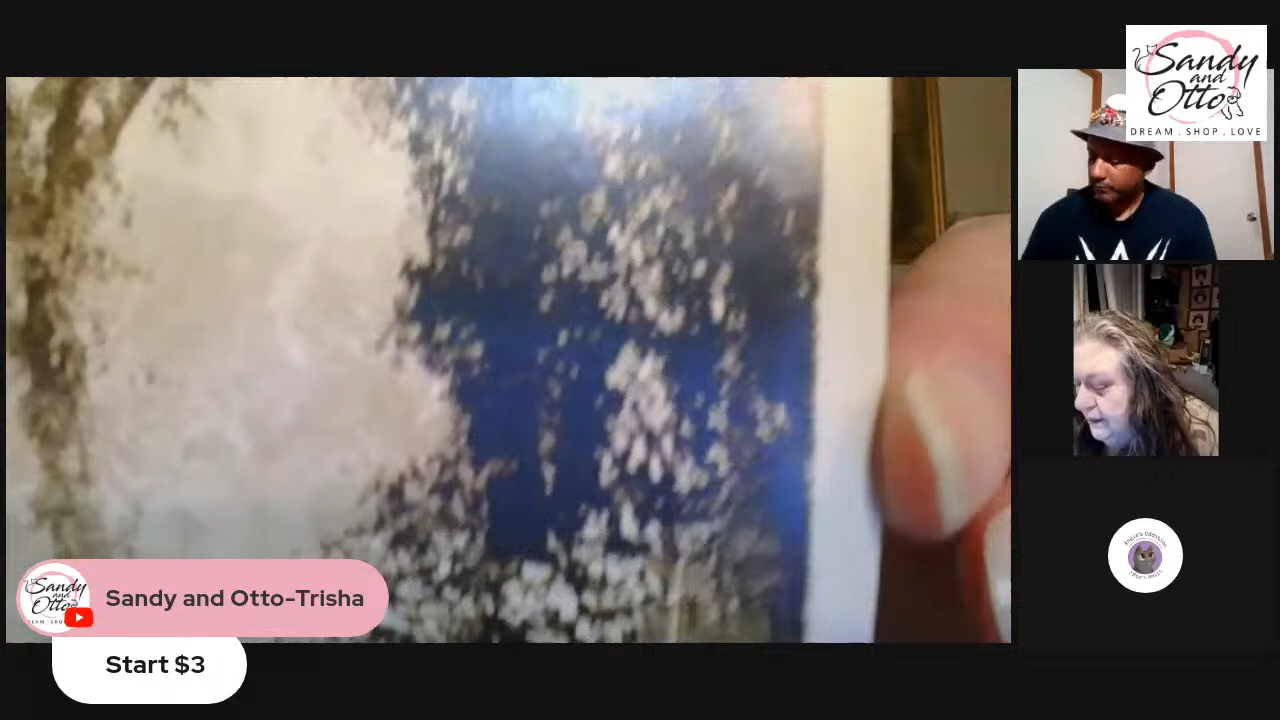 Sandy
and
Otto
DREAM . SHOP . LOVE
Sandy and Otto-Trisha
Start $3